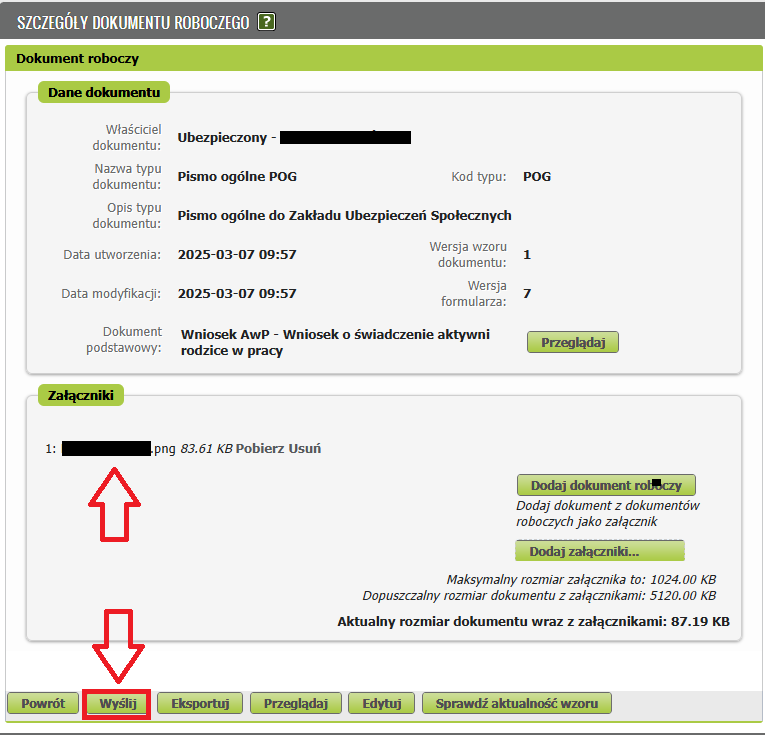 SZCZEGÓŁY DOKUMENTU ROBOCZEGO ?
Dokument roboczy
Dane dokumentu
Właściciel dokumentu: Ubezpieczony -
Nazwa typu dokumentu: Pismo ogólne POG Kod typu: POG
Opis typu dokumentu: Pismo ogólne do Zakładu Ubezpieczeń Społecznych
Data utworzenia: 2025-03-07 09:57 Wersja wzoru dokumentu: 1
Data modyfikacji: 2025-03-07 09:57 Wersja formularza: 7
Dokument podstawowy: Wniosek AwP - Wniosek o świadczenie aktywni rodzice w pracy Przeglądaj
Załączniki
1: .png 83.61 KB Pobierz Usuń
Dodaj dokument roboczy
Dodaj dokument z dokumentów
roboczych jako załącznik
Dodaj załączniki...
Maksymalny rozmiar załącznika to: 1024.00 KB
Dopuszczalny rozmiar dokumentu z załącznikami: 5120.00 KB
Aktualny rozmiar dokumentu wraz z załącznikami: 87.19 KB
Powrót Wyślij Eksportuj Przeglądaj Edytuj Sprawdź aktualność wzoru